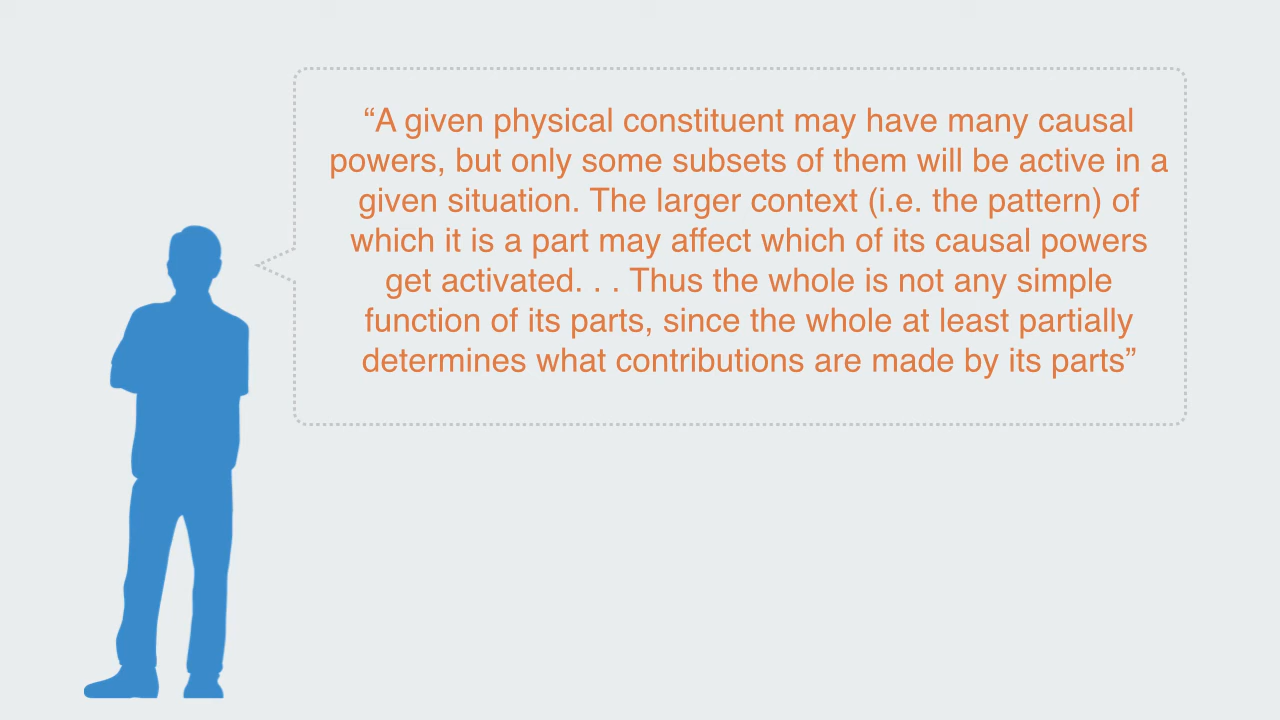 “A given physical constituent may have many causal
powers, but only some subsets of them will be active in a
given situation. The larger context (i.e. the pattern) of
which it is a part may affect which of its causal powers
get activated. . . Thus the whole is not any simple
function of its parts, since the whole at least partially
determines what contributions are made by its parts”